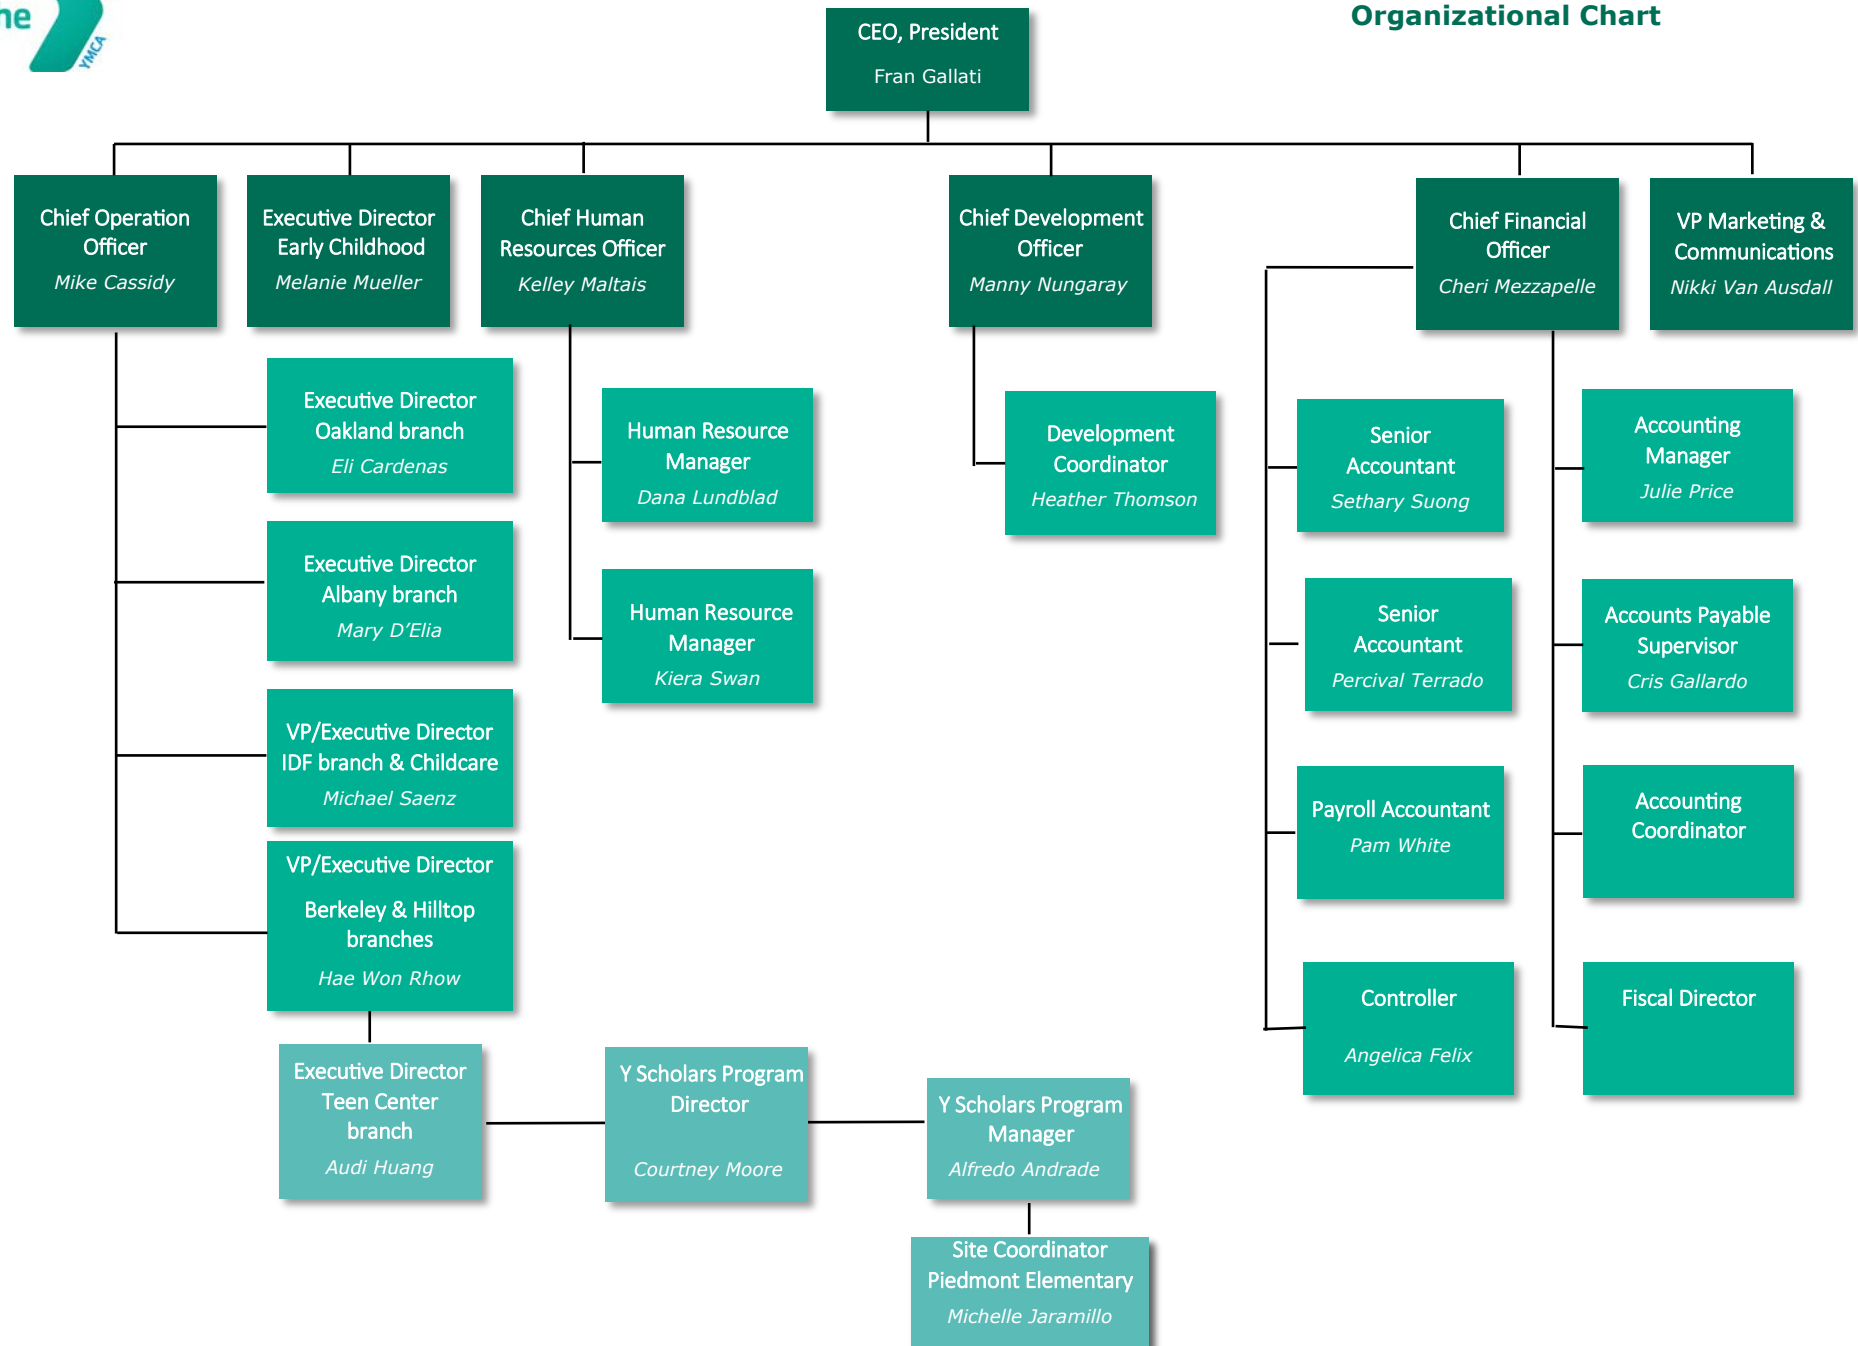 he
YMCA
Organizational Chart
CEO, President
Fran Gallati
Chief Operation
Officer
Mike Cassidy
Executive Director
Early Childhood
Melanie Mueller
Chief Human
Resources Officer
Kelley Maltais
Chief Development
Officer
Manny Nungaray
Chief Financial
Officer
Cheri Mezzapelle
VP Marketing &
Communications
Nikki Van Ausdall
Executive Director
Oakland branch
Eli Cardenas
Executive Director
Albany branch
Mary D’Elia
VP/Executive Director
IDF branch & Childcare
Michael Saenz
VP/Executive Director
Berkeley & Hilltop
branches
Hae Won Rhow
Human Resource
Manager
Dana Lundblad
Human Resource
Manager
Kiera Swan
Development
Coordinator
Heather Thomson
Senior
Accountant
Sethary Suong
Senior
Accountant
Percival Terrado
Payroll Accountant
Pam White
Controller
Angelica Felix
Accounting
Manager
Julie Price
Accounts Payable
Supervisor
Cris Gallardo
Accounting
Coordinator
Fiscal Director
Executive Director
Teen Center
branch
Audi Huang
Y Scholars Program
Director
Courtney Moore
Y Scholars Program
Manager
Alfredo Andrade
Site Coordinator
Piedmont Elementary
Michelle Jaramillo